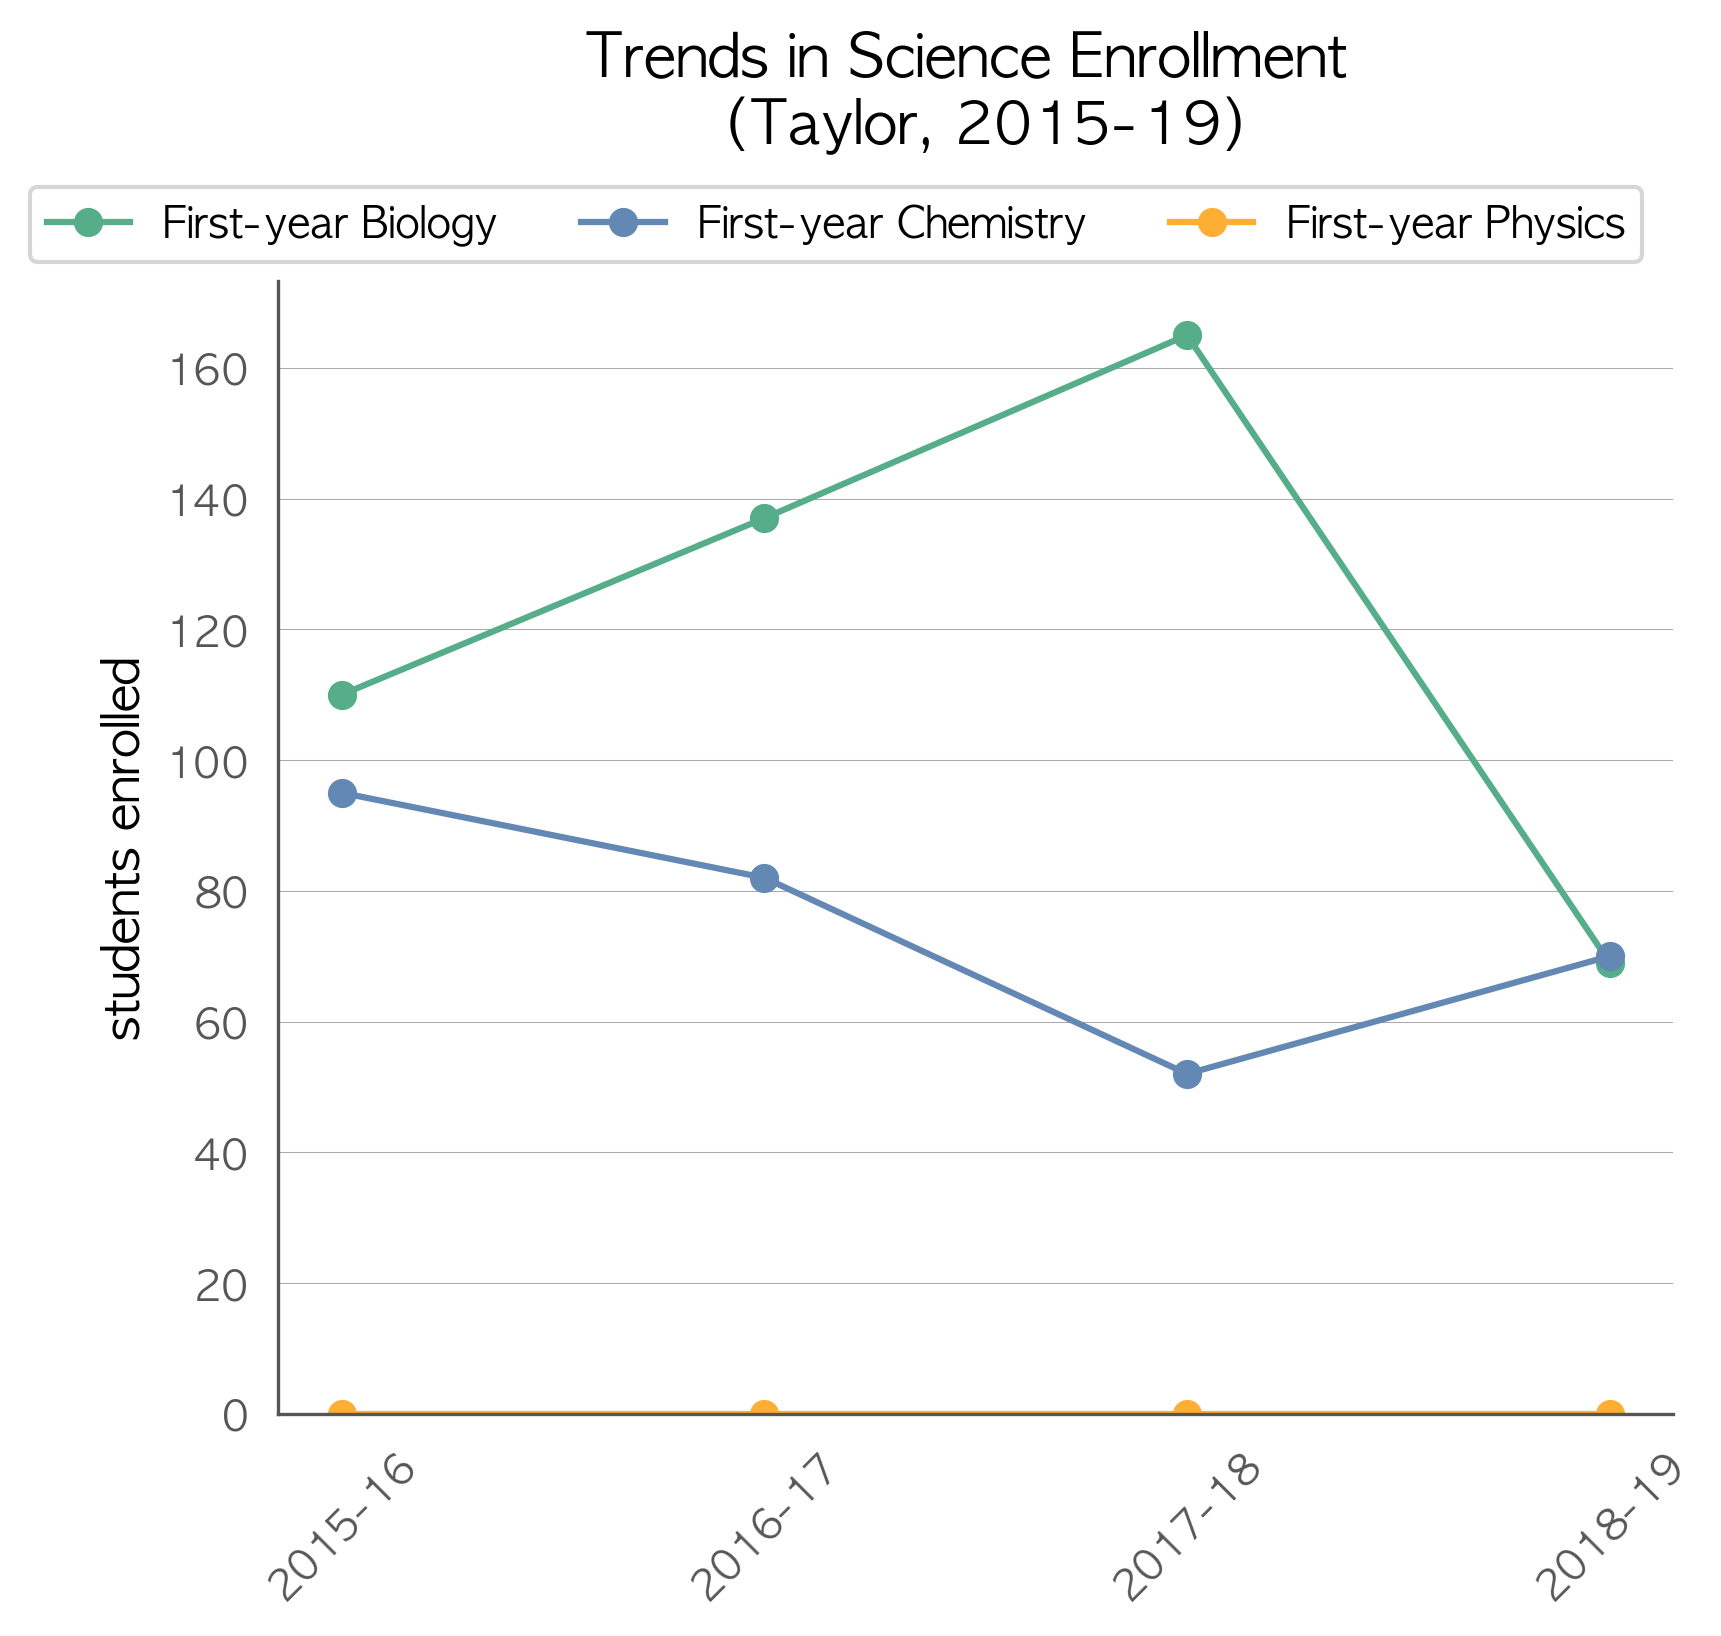 Trends in Science Enrollment
(Taylor, 2015-19)
First-year Biology First-year Chemistry First-year Physics
160
140
120
100
80
60
40
20
0
students enrolled
2015-16 2016-17 2017-18 2018-19